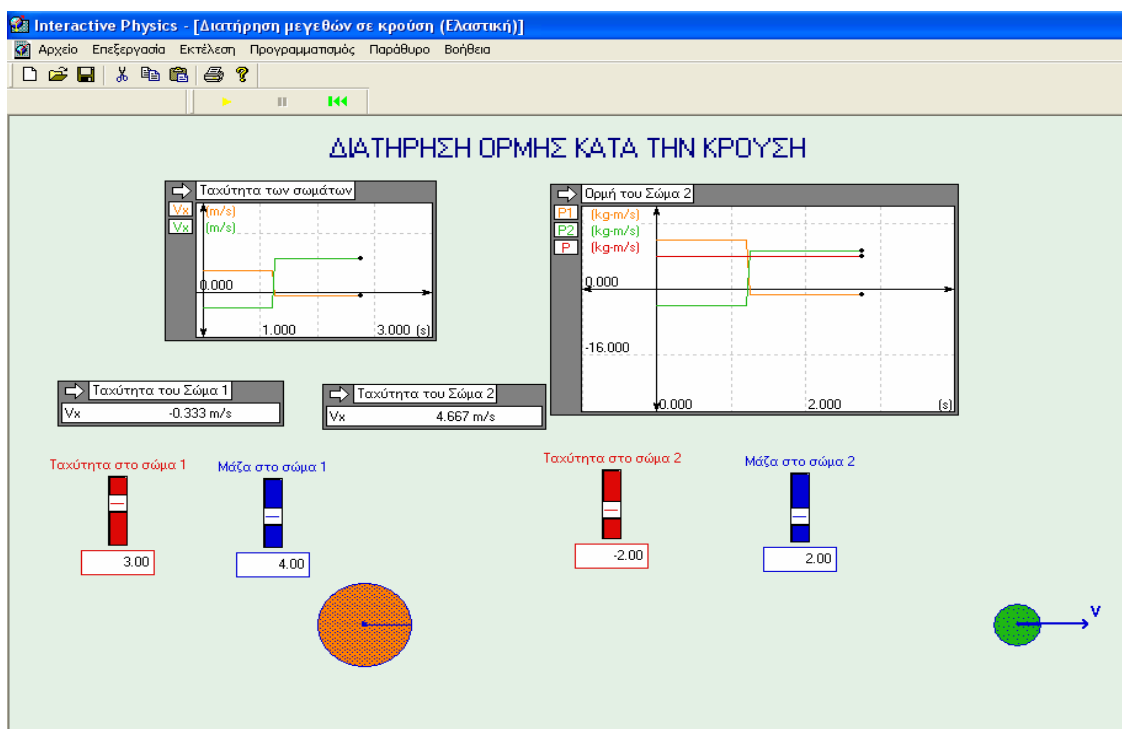 Interactive Physics - [Διατήρηση μεγεθών σε κρούση (Ελαστική)]
Αρχείο Επεξεργασία Εκτέλεση Προγραμματισμός Παράθυρο Βοήθεια
ΔΙΑΤΗΡΗΣΗ ΟΡΜΗΣ ΚΑΤΑ ΤΗΝ ΚΡΟΥΣΗ
Ταχύτητα των σωμάτων
Vx (m/s)
Vx (m/s)
0.000
1.000 3.000 (s)
Ορμή του Σώμα 2
P1 (kg-m/s)
P2 (kg-m/s)
P (kg-m/s)
0.000
-16.000
0.000 2.000 (s)
Ταχύτητα του Σώμα 1
Vx -0.333 m/s
Ταχύτητα του Σώμα 2
Vx 4.667 m/s
Ταχύτητα στο σώμα 1
3.00
Μάζα στο σώμα 1
4.00
Ταχύτητα στο σώμα 2
-2.00
Μάζα στο σώμα 2
2.00
V